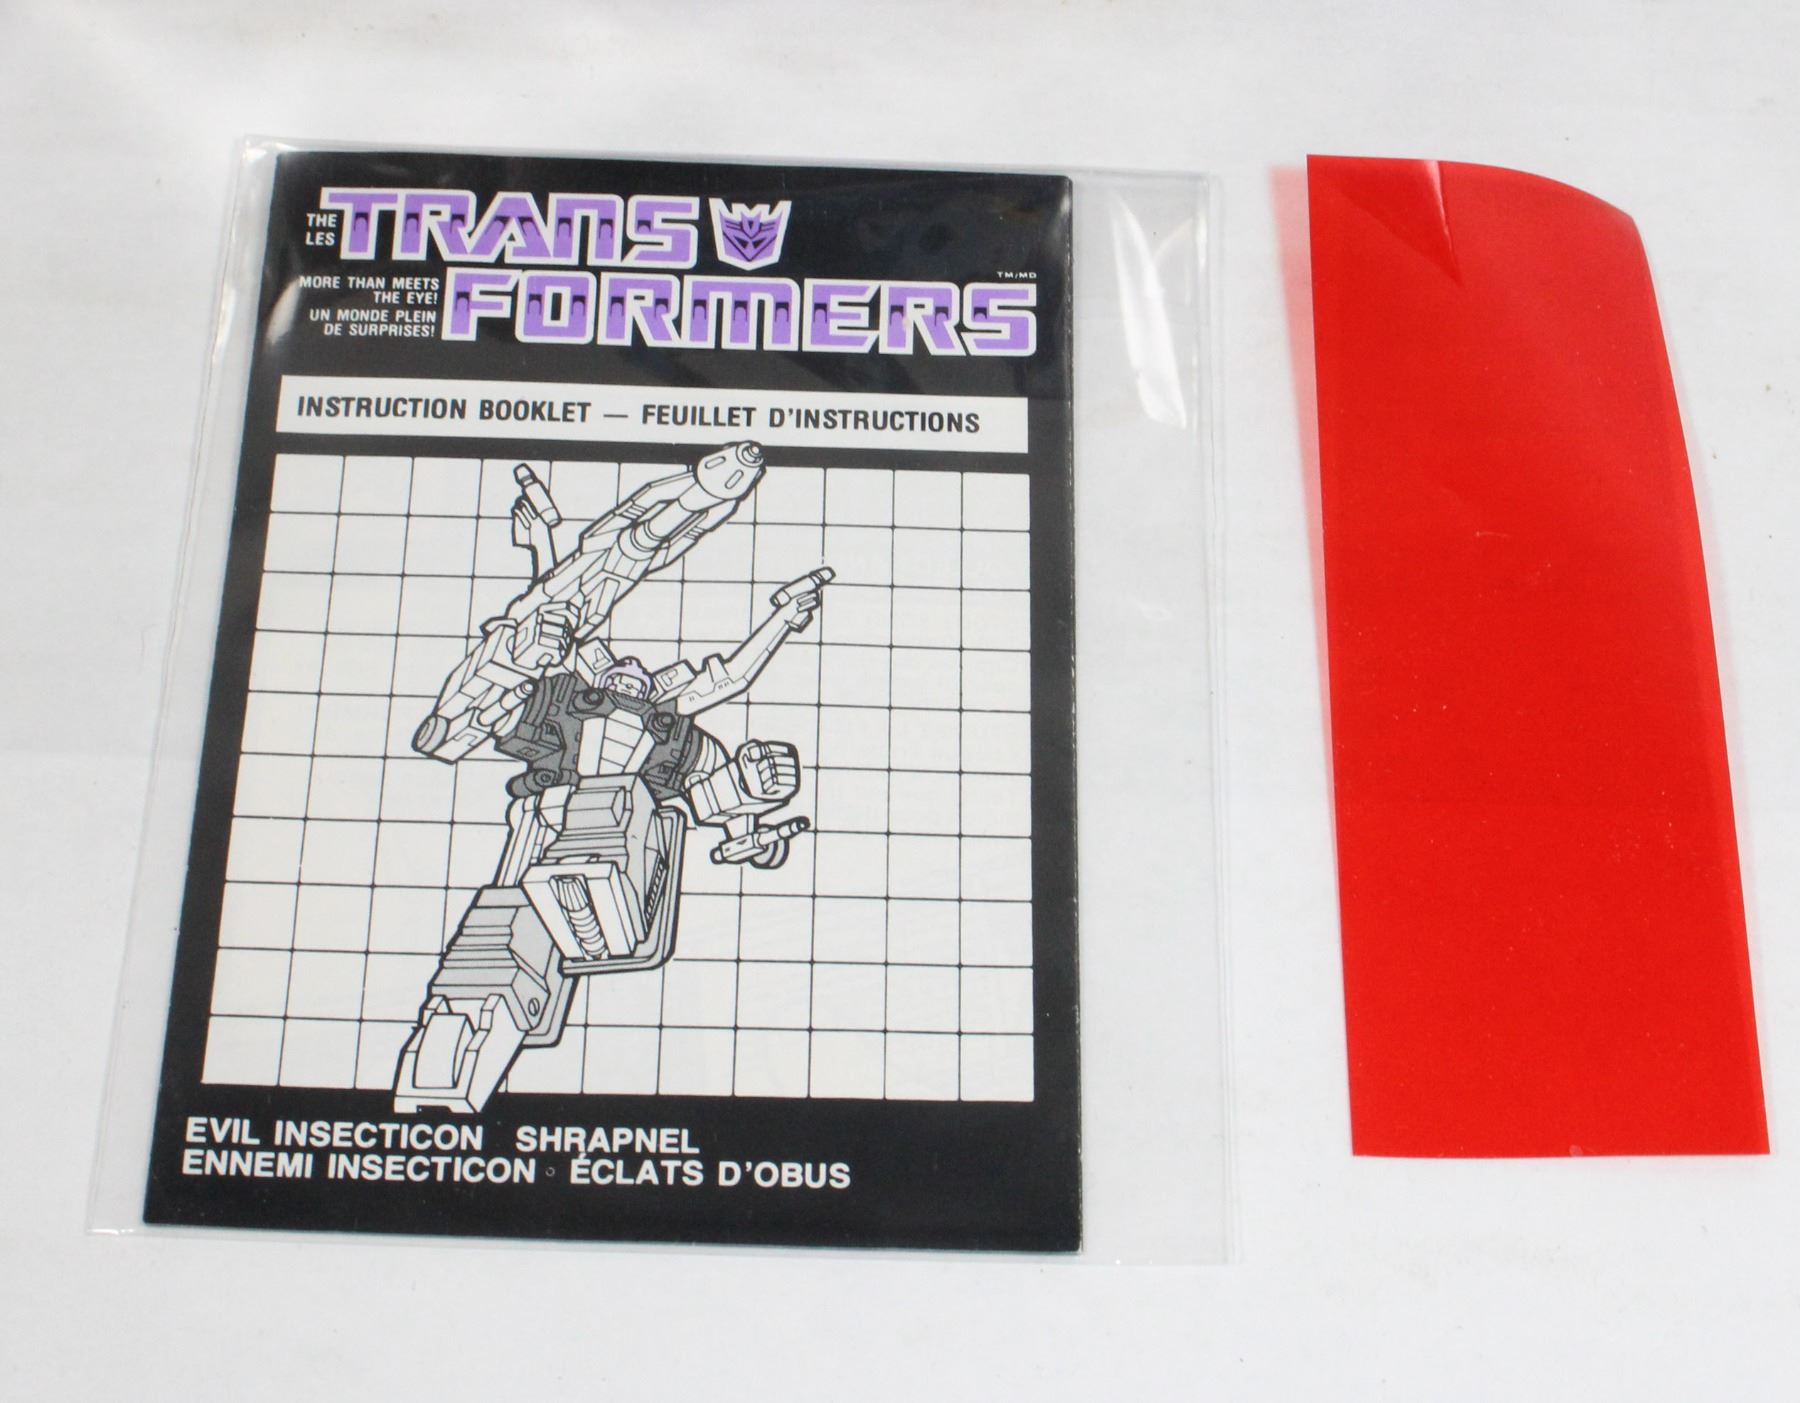 THE
LES
TRANS
MORE THAN MEETS
THE EYE!
UN MONDE PLEIN
DE SURPRISES!
FORMERS
TM/MD
INSTRUCTION BOOKLET — FEUILLET D'INSTRUCTIONS
EVIL INSECTICON SHRAPNEL
ENNEMI INSECTICON ÉCLATS D'OBUS